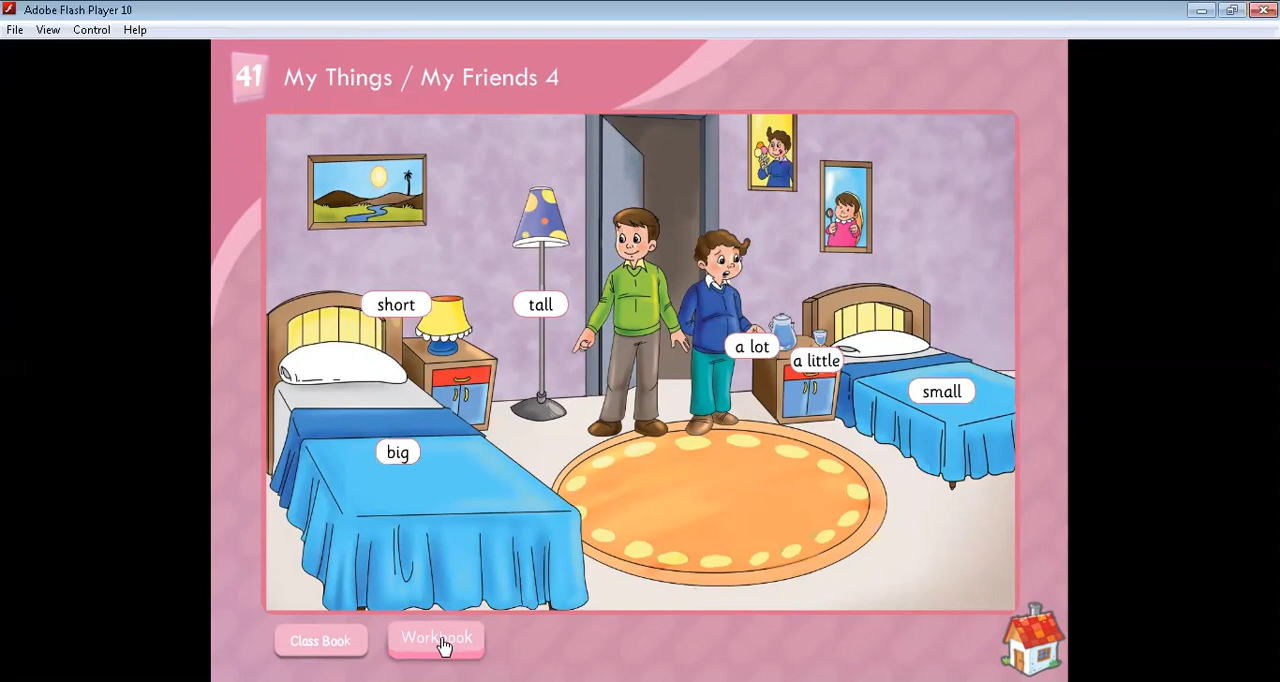 Adobe Flash Player 10
File View Control Help
41 My Things / My Friends 4
short
tall
a lot
a little
small
big
Class Book
Workbook